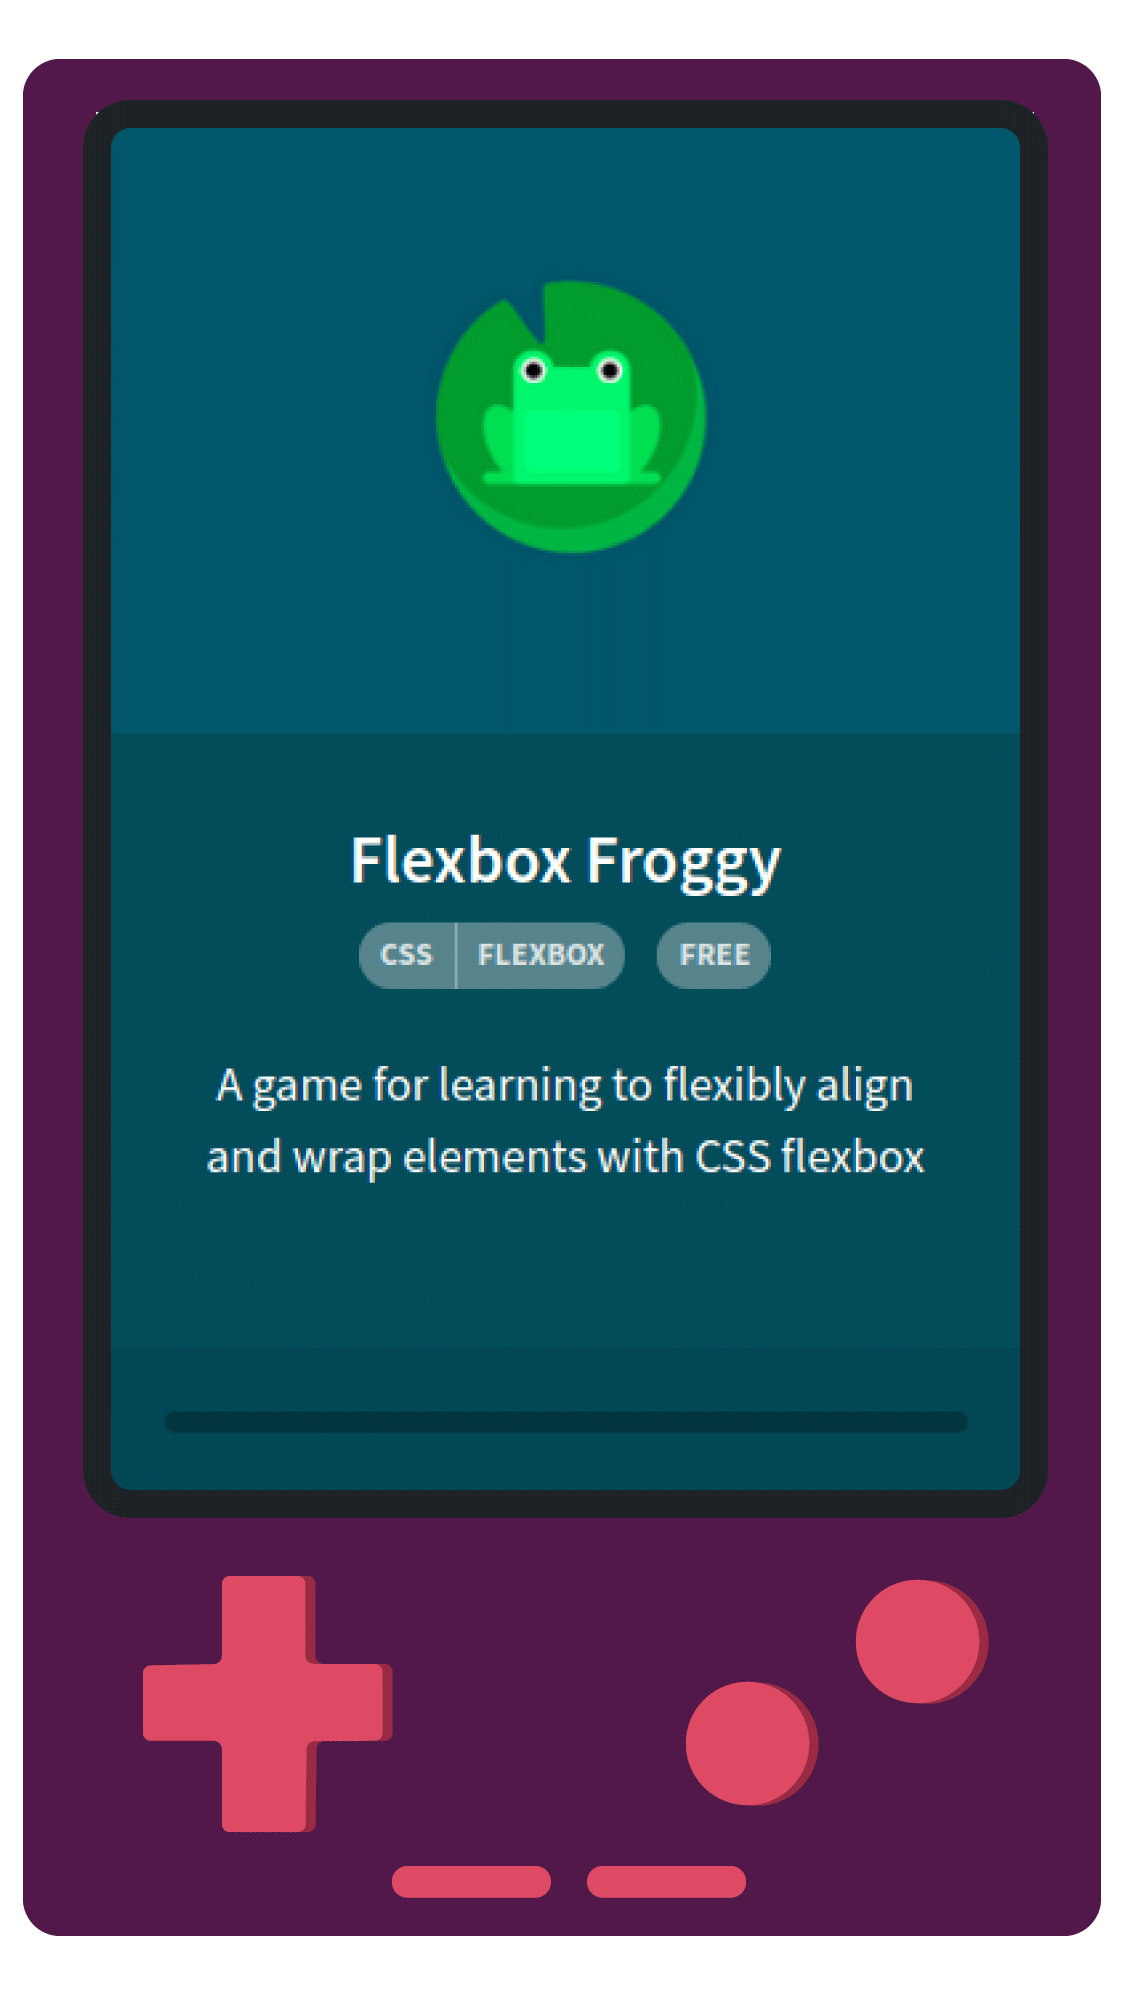 Flexbox Froggy
CSS FLEXBOX FREE
A game for learning to flexibly align
and wrap elements with CSS flexbox